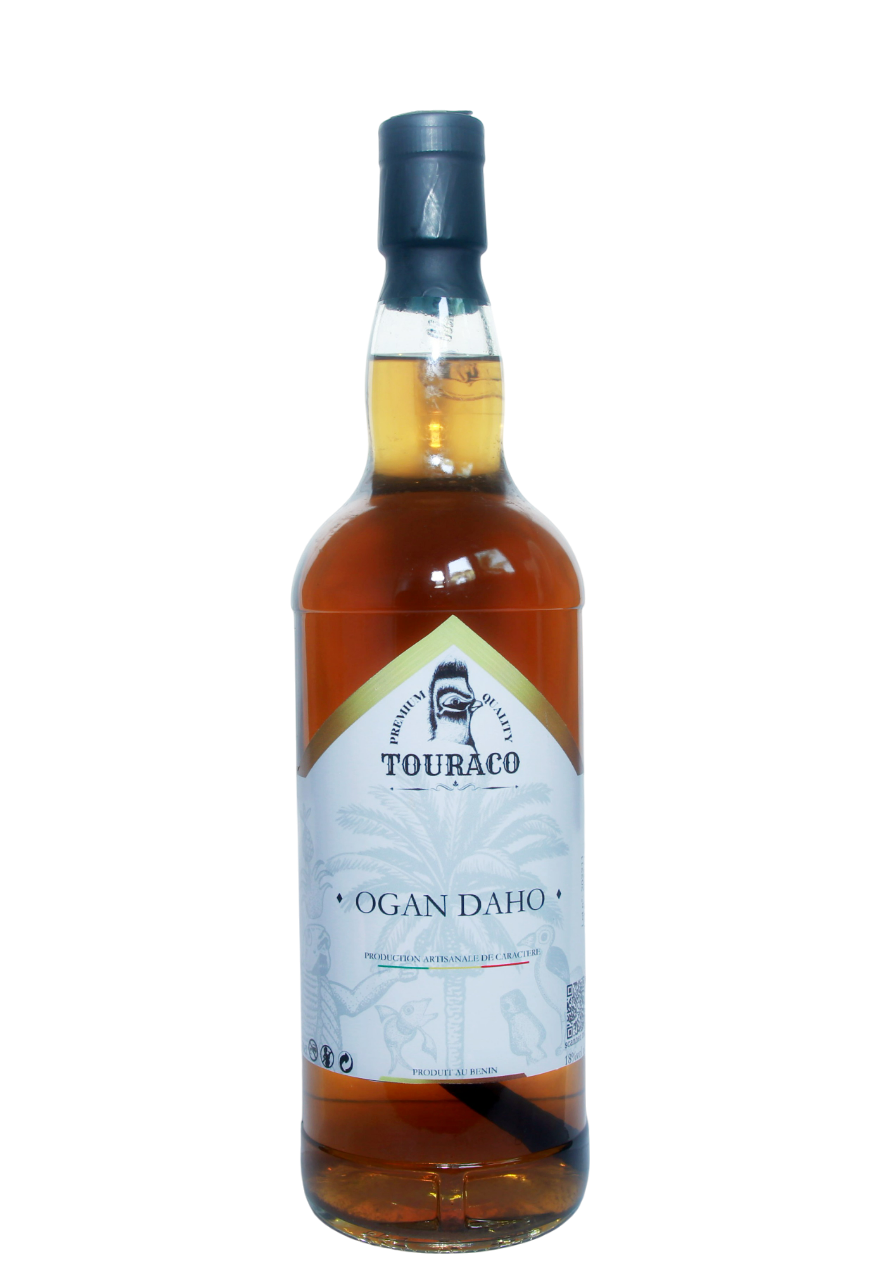 PREMIUM QUALITY
TOURACO
OGAN DAHO
PRODUCTION ARTISANALE DE CARACTERE
PRODUIT AU BENIN